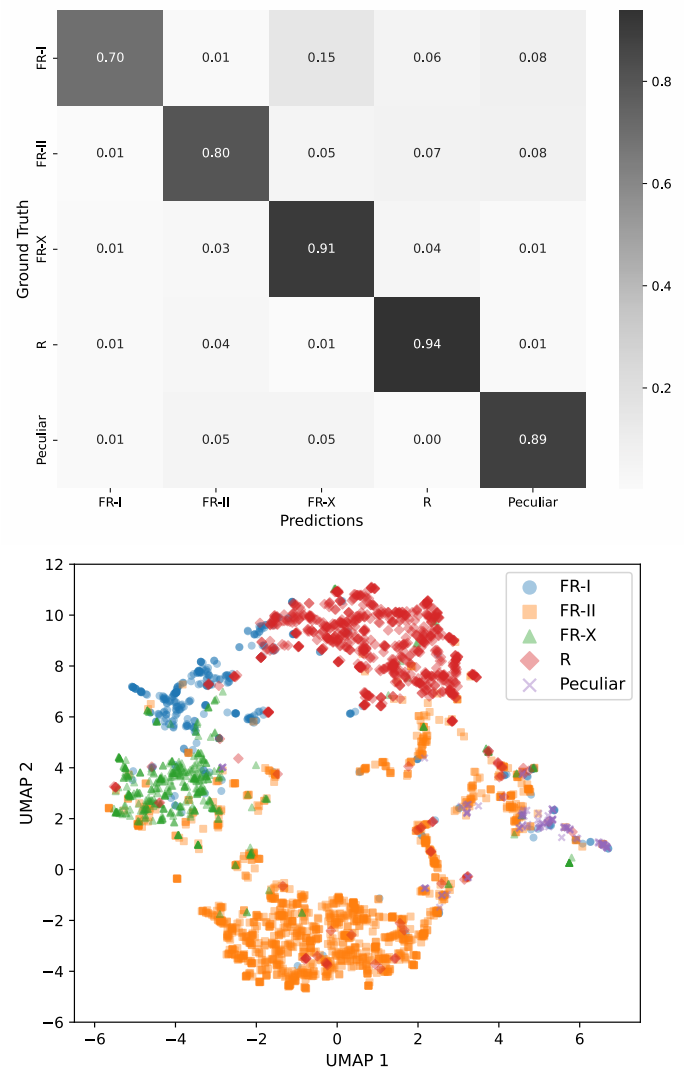 FR-I 0.70 0.01 0.15 0.06 0.08
FR-II 0.01 0.80 0.05 0.07 0.08
FR-X 0.01 0.03 0.91 0.04 0.01
R 0.01 0.04 0.01 0.94 0.01
Peculiar 0.01 0.05 0.05 0.00 0.89
Ground Truth
FR-I FR-II FR-X R Peculiar
Predictions
0.8
0.6
0.4
0.2
12
10
8
6
4
2
0
−2
−4
−6
UMAP 2
FR-I
FR-II
FR-X
R
Peculiar
−6 −4 −2 0 2 4 6
UMAP 1